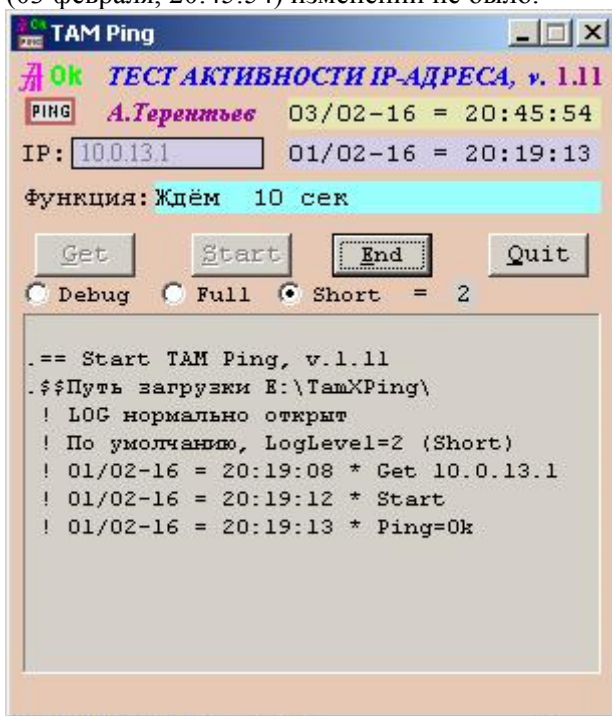 (03 февраля, 20:45:54) изменений не было.
TAM Ping
Ok ТЕСТ АКТИВНОСТИ IP-АДРЕСА, v. 1.11
PING А.Терентьев 03/02-16 = 20:45:54
IP: 10.0.13.1 01/02-16 = 20:19:13
Функция: Ждём 10 сек
Get Start End Quit
Debug Full Short = 2
.== Start TAM Ping, v.1.11
.$$Путь загрузки E:\TamXPing\
! LOG нормально открыт
! По умолчанию, LogLevel=2 (Short)
! 01/02-16 = 20:19:08 * Get 10.0.13.1
! 01/02-16 = 20:19:12 * Start
! 01/02-16 = 20:19:13 * Ping=Ok